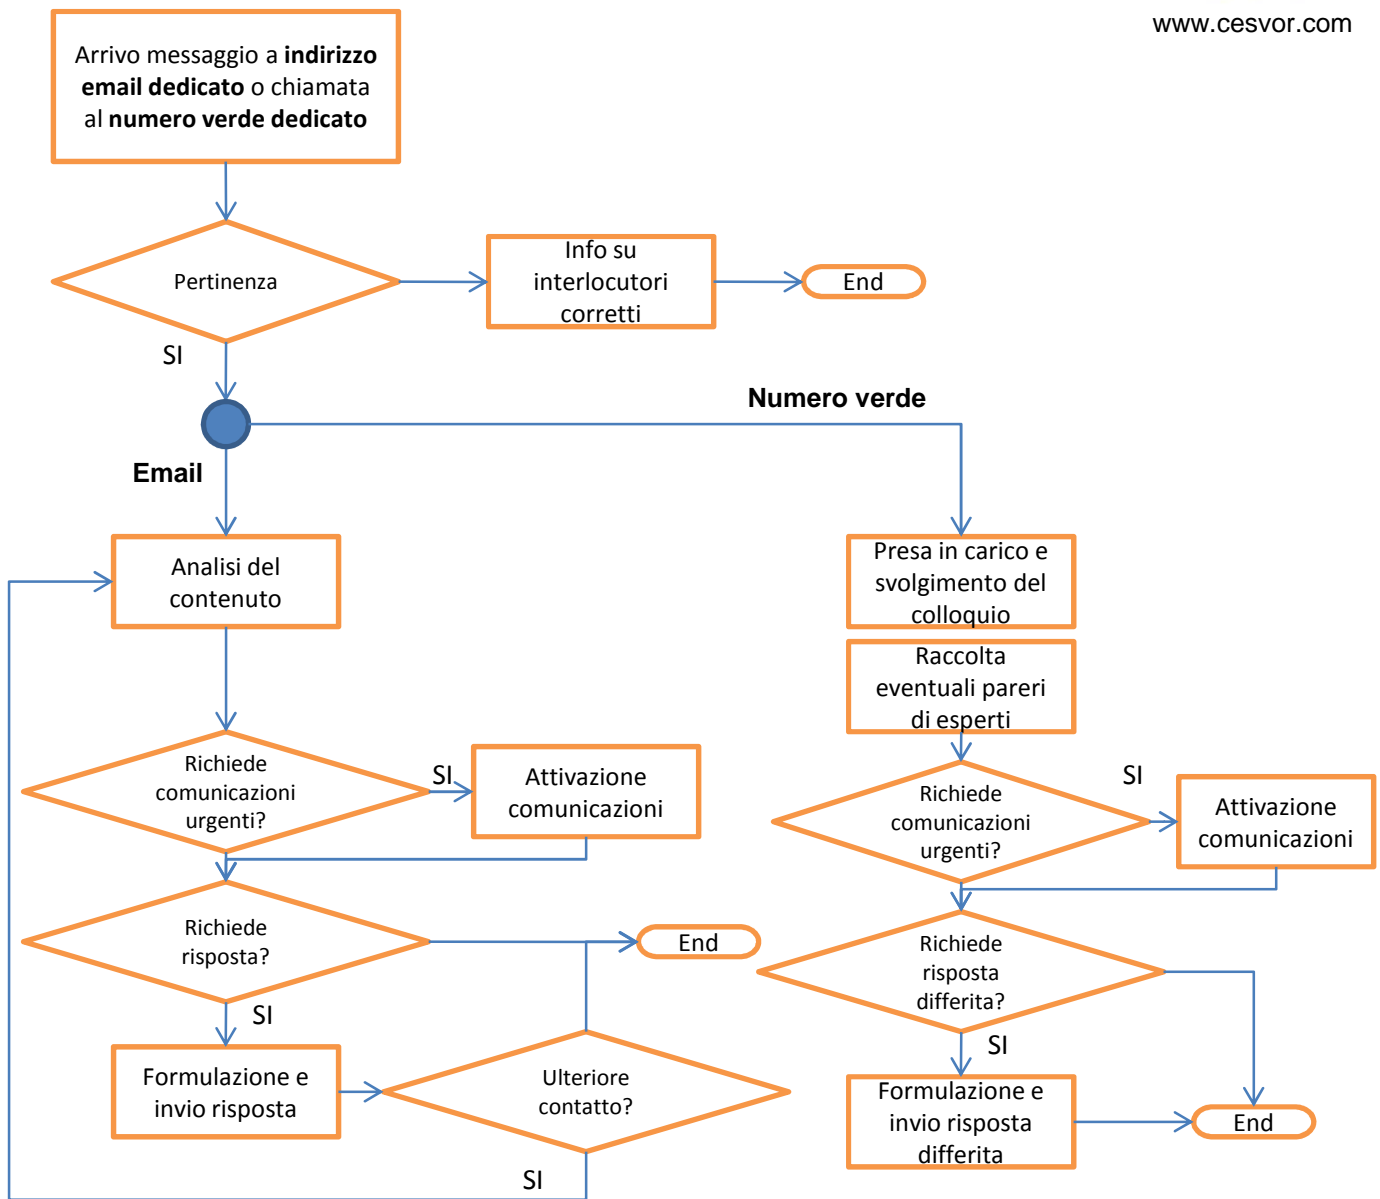 www.cesvor.com
Arrivo messaggio a indirizzo
email dedicato o chiamata
al numero verde dedicato
Pertinenza
Info su
interlocutori
corretti
End
SI
Numero verde
Email
Analisi del
contenuto
Presa in carico e
svolgimento del
colloquio
Raccolta
eventuali pareri
di esperti
Richiede
comunicazioni
urgenti?
SI
Attivazione
comunicazioni
Richiede
comunicazioni
urgenti?
SI
Attivazione
comunicazioni
Richiede
risposta?
End
Richiede
risposta
differita?
SI
SI
Formulazione e
invio risposta
Ulteriore
contatto?
Formulazione e
invio risposta
differita
End
SI